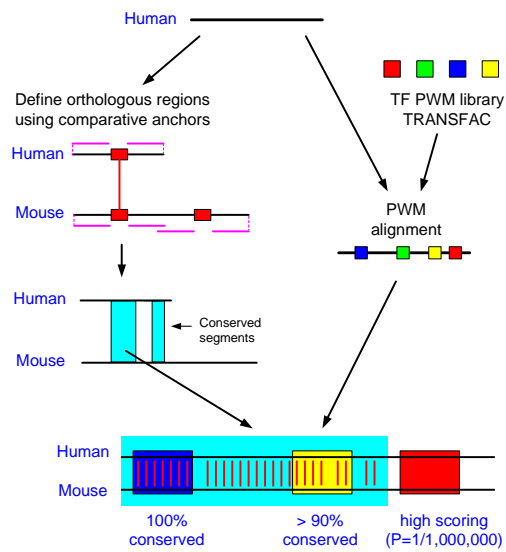 Human
Define orthologous regions
using comparative anchors
TF PWM library
TRANSFAC
Human
Mouse
PWM
alignment
Human
Conserved
segments
Mouse
Human
Mouse
100%
conserved
> 90%
conserved
high scoring
(P=1/1,000,000)